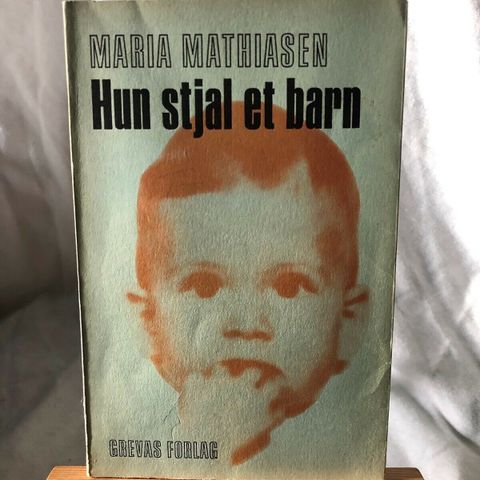 MARIA MATHIASEN
Hun stjal et barn
GREVAS FORLAG